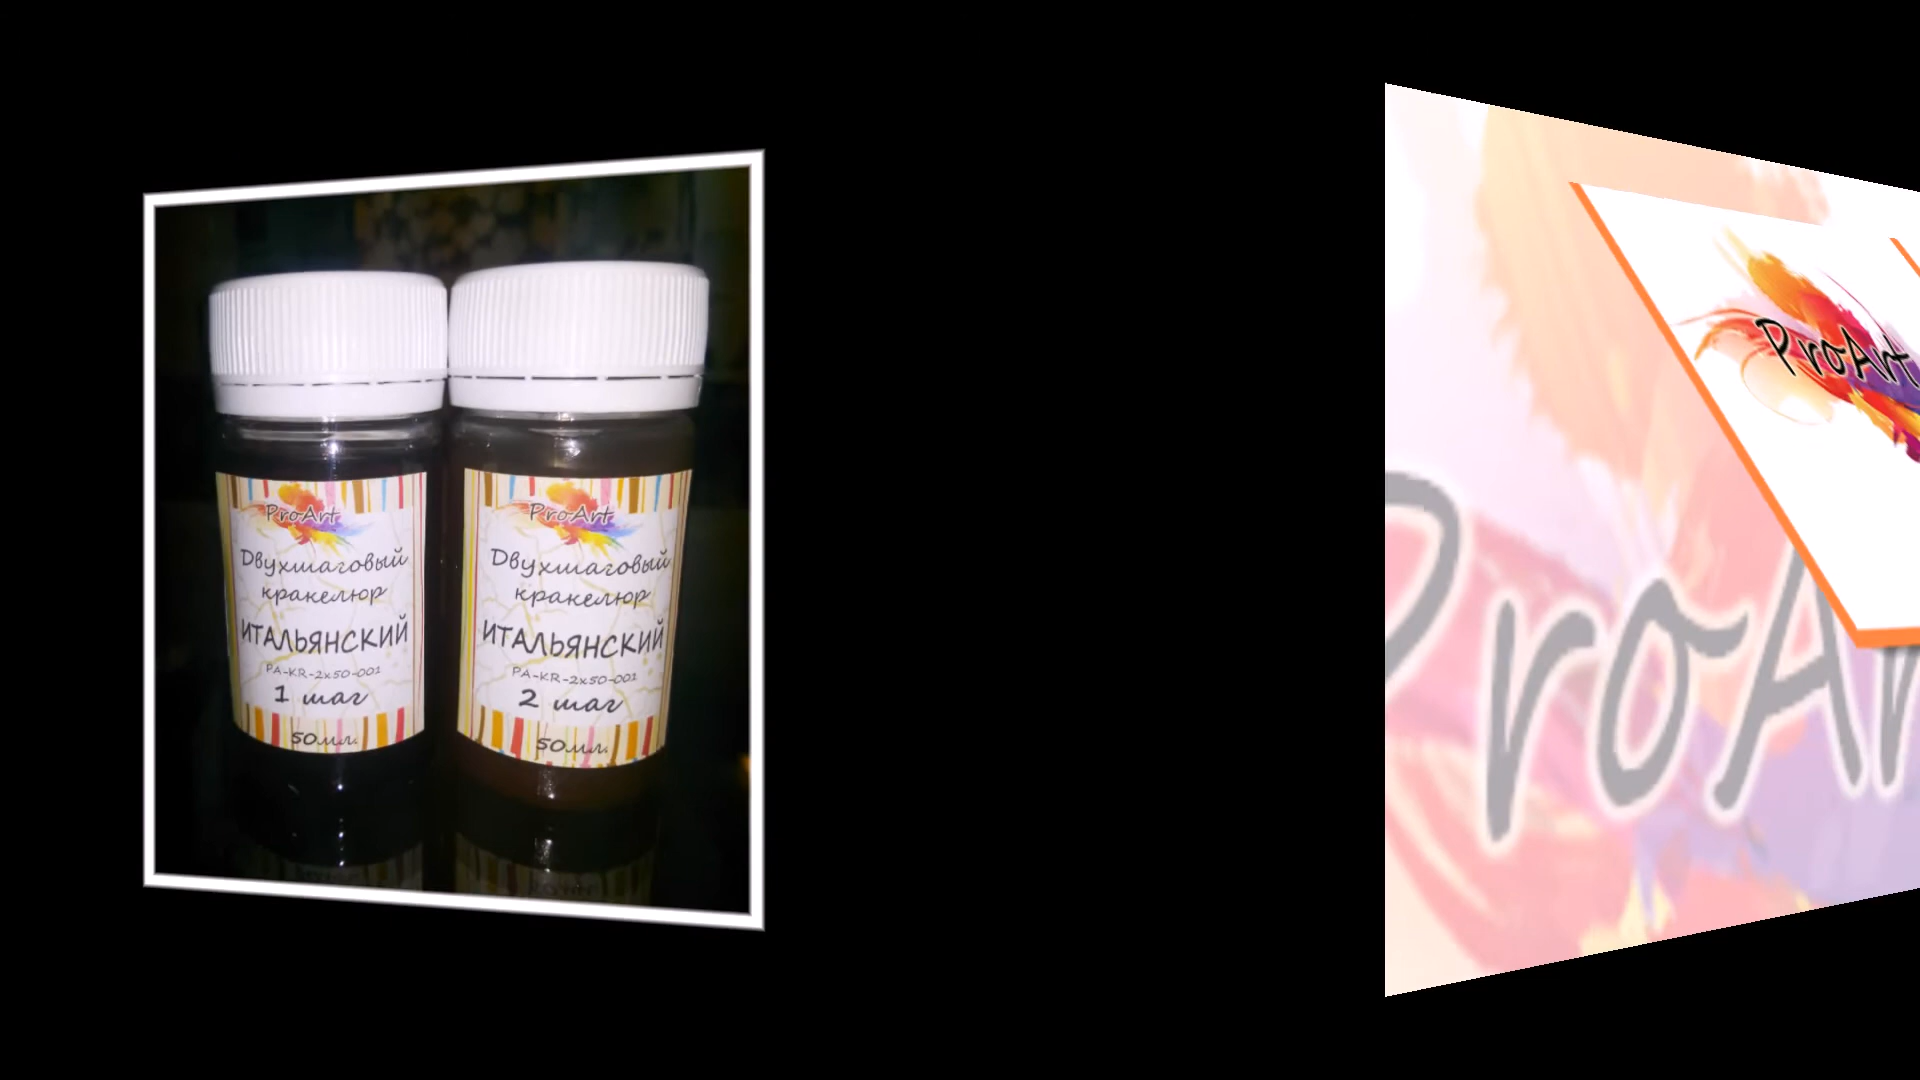 ProArt
Двухшаговый
кракелюр
ИТАЛЬЯНСКИЙ
PA-KR-2x50-001
1 шаг
50мл.
ProArt
Двухшаговый
кракелюр
ИТАЛЬЯНСКИЙ
PA-KR-2x50-001
2 шаг
50мл.
ProArt
ProAr